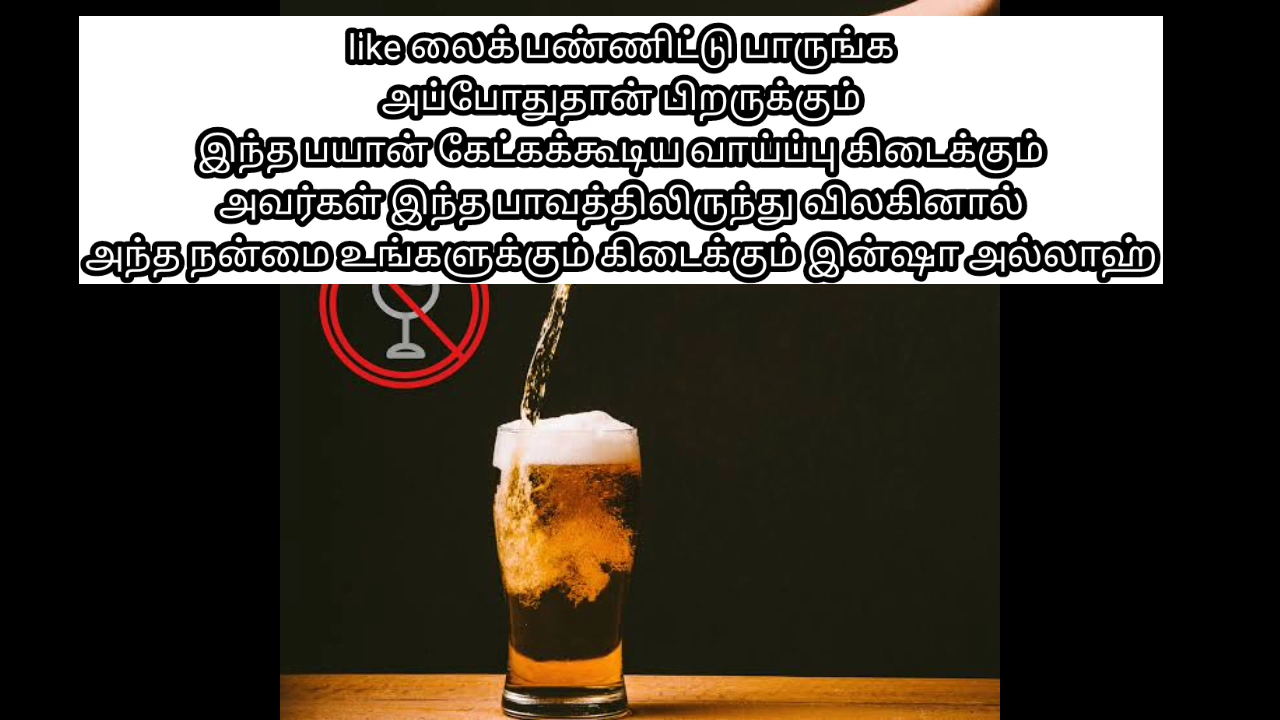 like லைக் பண்ணிட்டு பாருங்க
அப்போதுதான் பிறருக்கும்
இந்த பயான் கேட்கக்கூடிய வாய்ப்பு கிடைக்கும்
அவர்கள் இந்த பாவத்திலிருந்து விலகினால்
அந்த நன்மை உங்களுக்கும் கிடைக்கும் இன்ஷா அல்லாஹ்